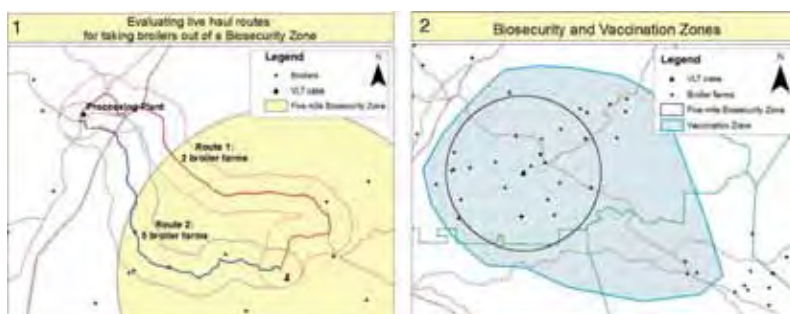 1
Evaluating live haul routes
for taking broilers out of a Biosecurity Zone
N
Legend
Broilers
VLT case
Five mile Biosecurity Zone
Processing Plant
Route 1:
2 broiler farms
Route 2:
5 broiler farms
2
Biosecurity and Vaccination Zones
Legend
N
VLT case
Broiler farms
Five-mile Biosecurity Zone
Vaccination Zone